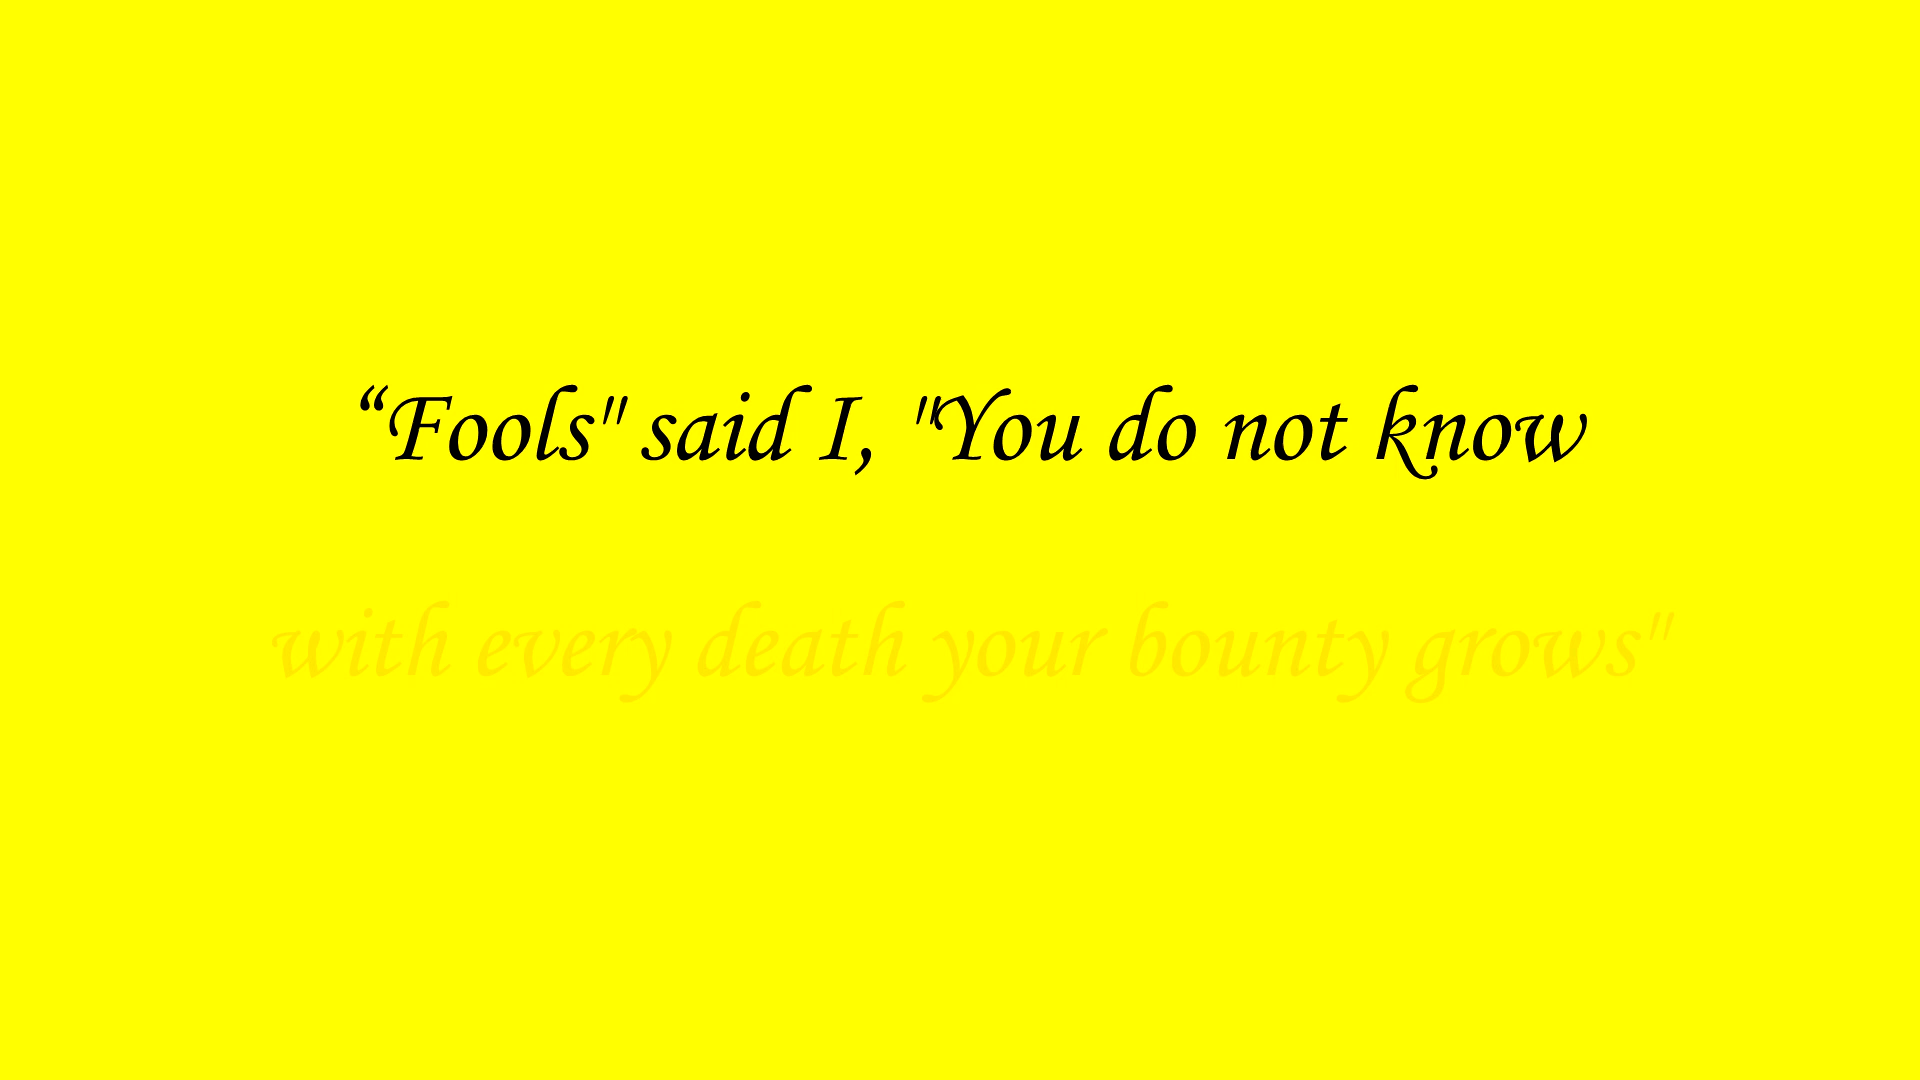 “Fools" said I, "You do not know
with every death your bounty grows"